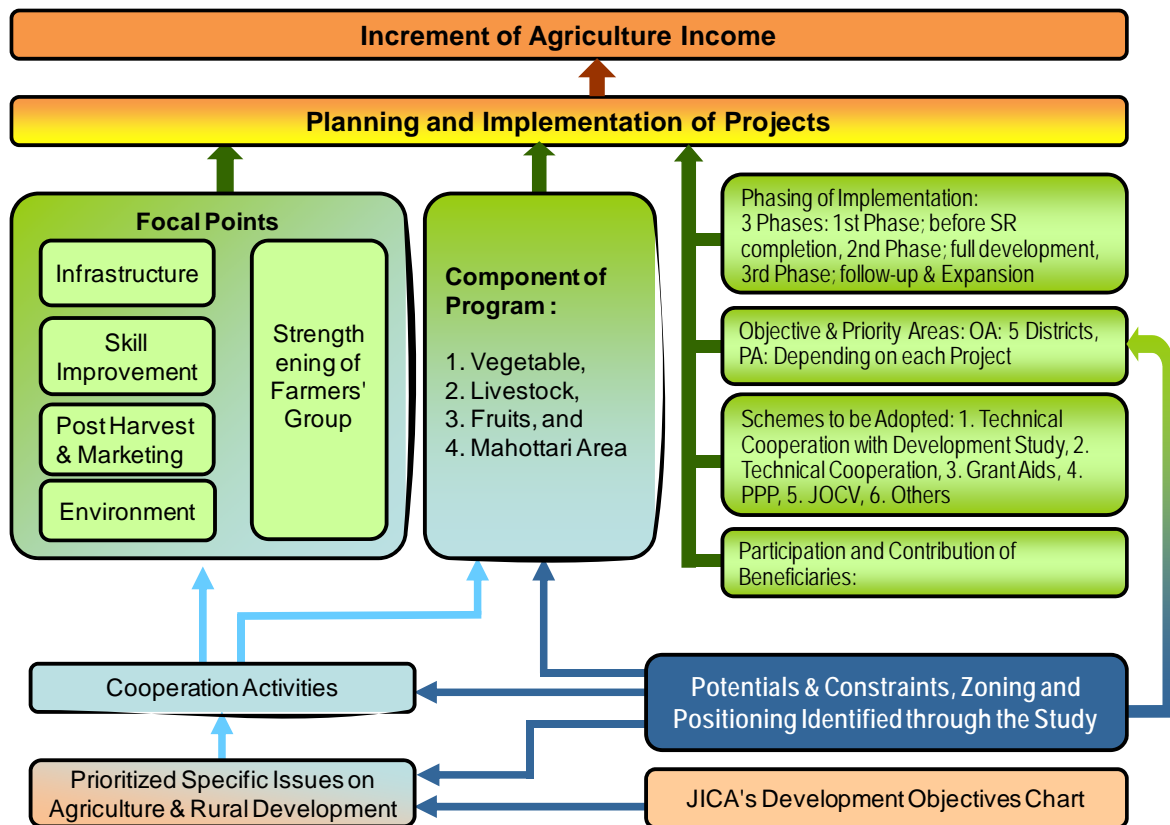 Increment of Agriculture Income
Planning and Implementation of Projects
Focal Points
Infrastructure
Skill
Improvement
Post Harvest
& Marketing
Environment
Strength
ening of
Farmers'
Group
Component of
Program :
1. Vegetable,
2. Livestock,
3. Fruits, and
4. Mahottari Area
Phasing of Implementation:
3 Phases: 1st Phase; before SR
completion, 2nd Phase; full development,
3rd Phase; follow-up & Expansion
Objective & Priority Areas: OA: 5 Districts,
PA: Depending on each Project
Schemes to be Adopted: 1. Technical
Cooperation with Development Study, 2.
Technical Cooperation, 3. Grant Aids, 4.
PPP, 5. JOCV, 6. Others
Participation and Contribution of
Beneficiaries:
Cooperation Activities
Potentials & Constraints, Zoning and
Positioning Identified through the Study
Prioritized Specific Issues on
Agriculture & Rural Development
JICA's Development Objectives Chart